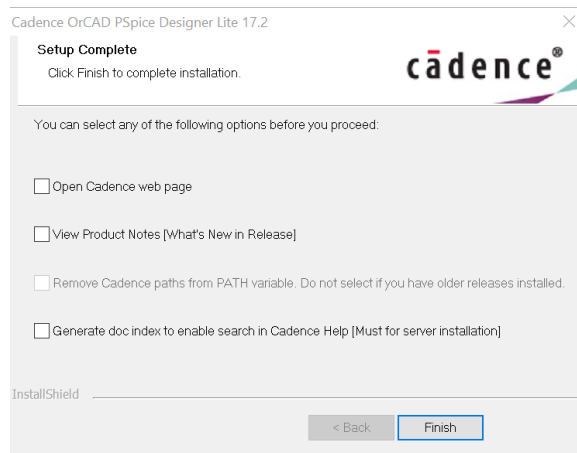 Cadence OrCAD PSpice Designer Lite 17.2
Setup Complete
Click Finish to complete installation.
cādence®
You can select any of the following options before you proceed:
Open Cadence web page
View Product Notes [What's New in Release]
Remove Cadence paths from PATH variable. Do not select if you have older releases installed.
Generate doc index to enable search in Cadence Help [Must for server installation]
InstallShield
< Back
Finish